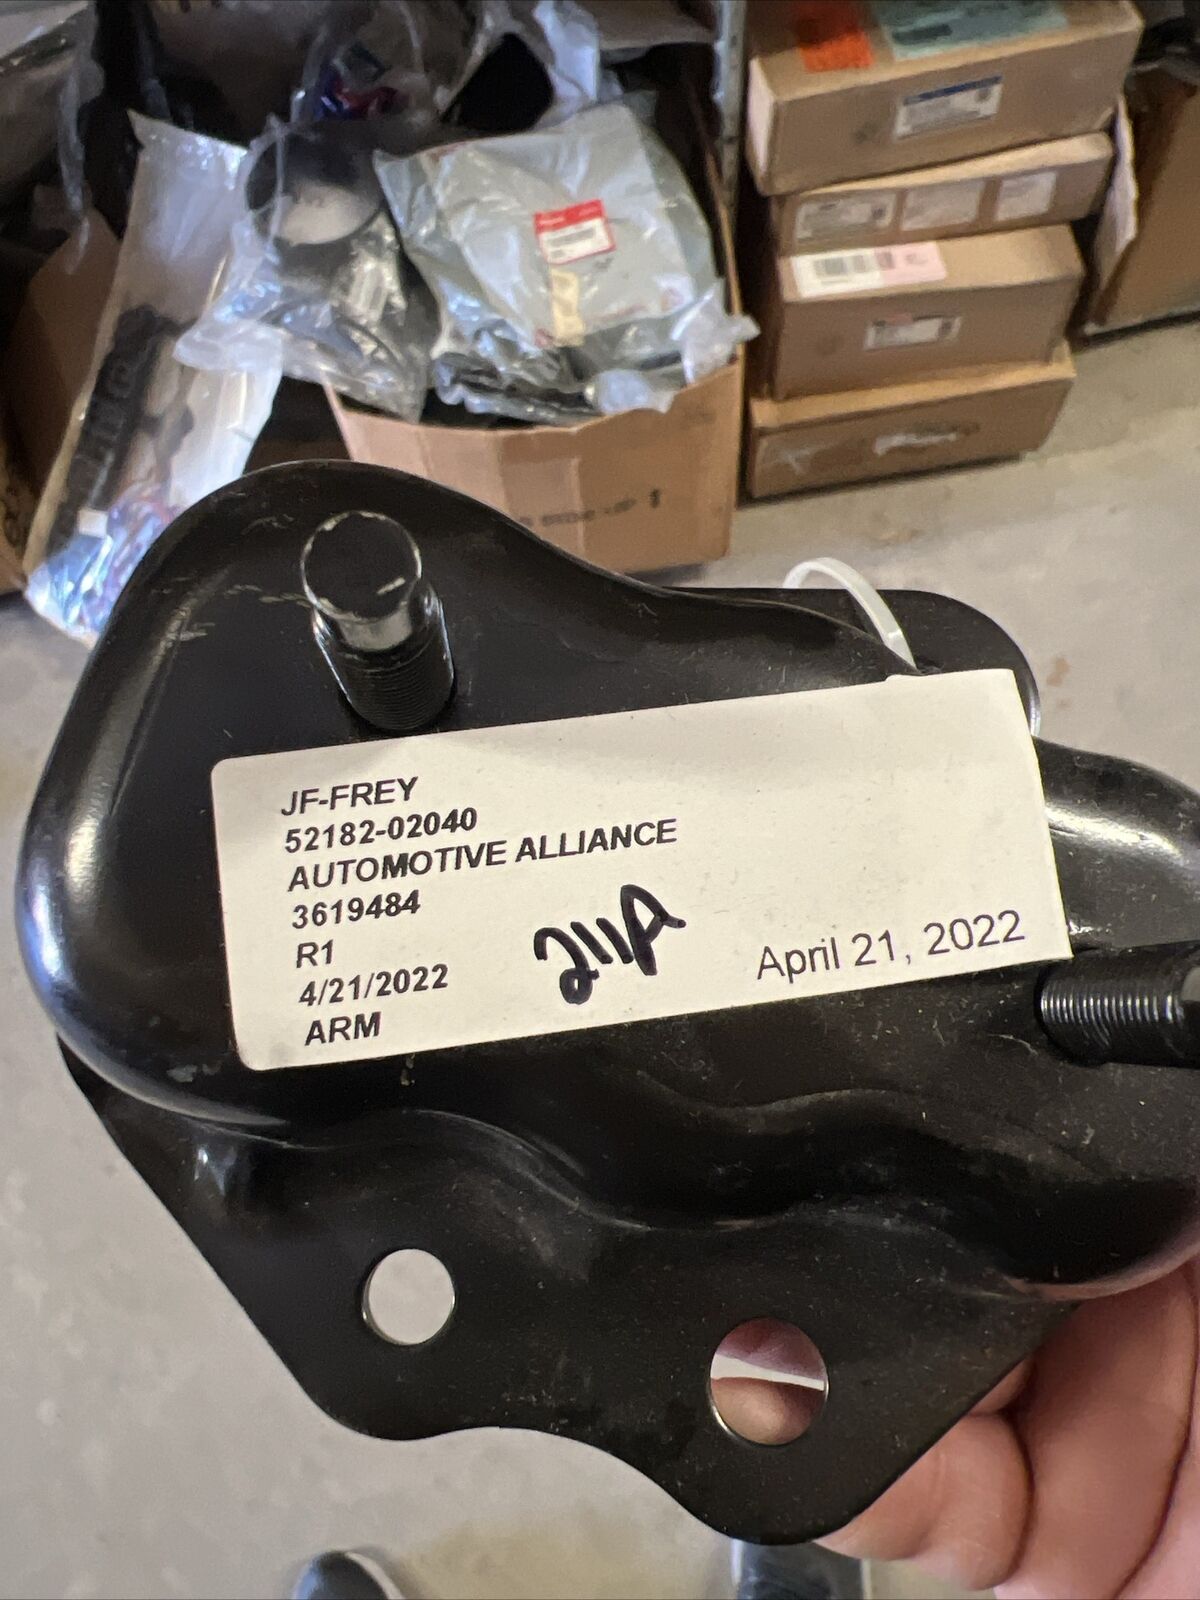 JF-FREY
52182-02040
AUTOMOTIVE ALLIANCE
3619484
R1
4/21/2022
ARM
211A
April 21, 2022